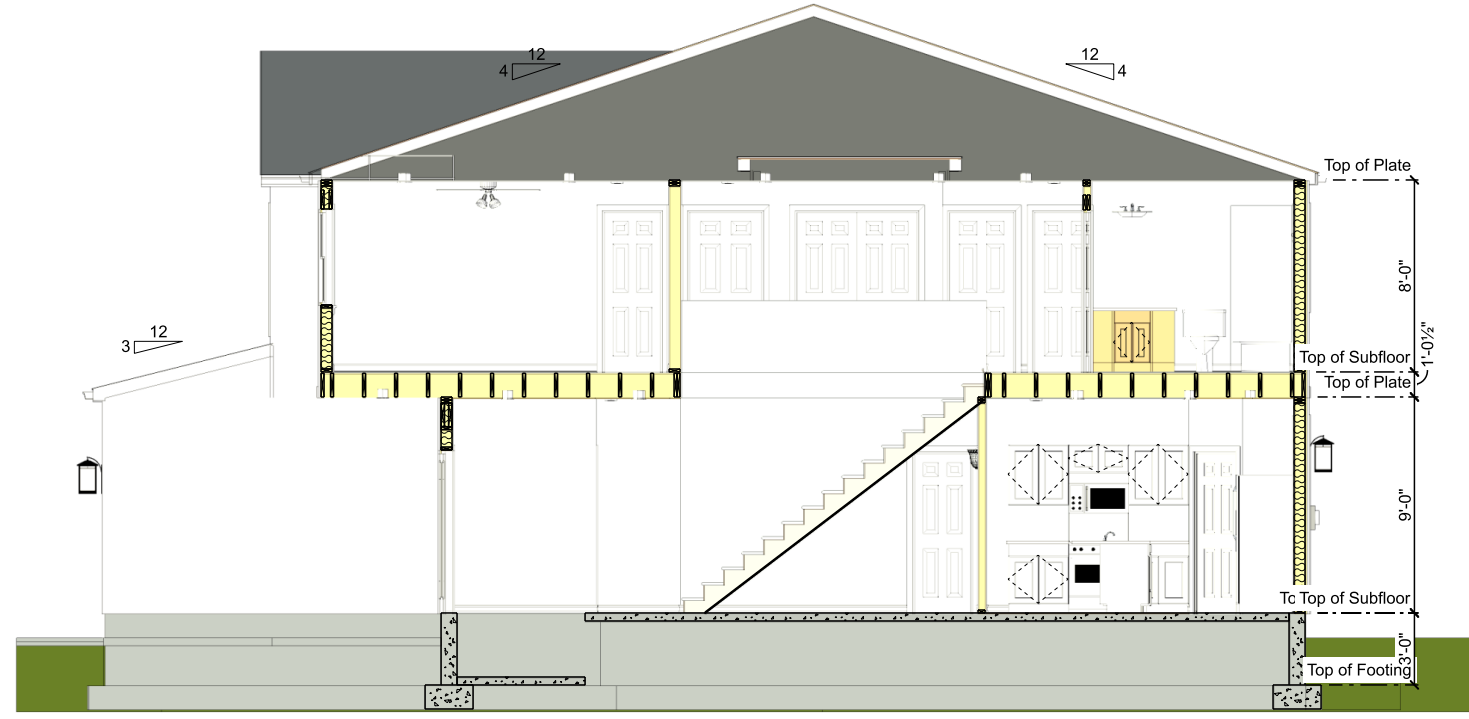 12
4
12
4
Top of Plate
8'-0"
12
3
1'-0½"
Top of Subfloor
Top of Plate
9'-0"
Tc Top of Subfloor
3'-0"
Top of Footing